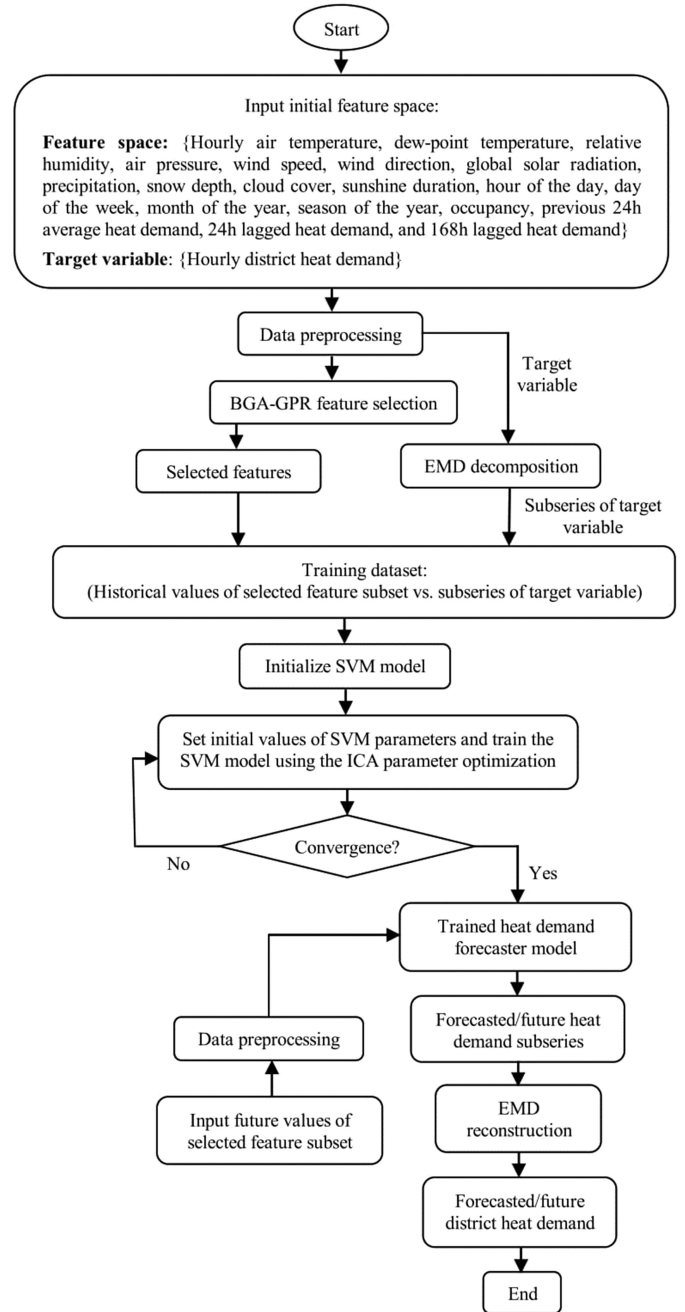 Start
Input initial feature space:
Feature space: {Hourly air temperature, dew-point temperature, relative
humidity, air pressure, wind speed, wind direction, global solar radiation,
precipitation, snow depth, cloud cover, sunshine duration, hour of the day, day
of the week, month of the year, season of the year, occupancy, previous 24h
average heat demand, 24h lagged heat demand, and 168h lagged heat demand}
Target variable: {Hourly district heat demand}
Data preprocessing
Target
variable
BGA-GPR feature selection
Selected features
EMD decomposition
Subseries of target
variable
Training dataset:
(Historical values of selected feature subset vs. subseries of target variable)
Initialize SVM model
Set initial values of SVM parameters and train the
SVM model using the ICA parameter optimization
Convergence?
No
Yes
Trained heat demand
forecaster model
Data preprocessing
Input future values of
selected feature subset
Forecasted/future heat
demand subseries
EMD
reconstruction
Forecasted/future
district heat demand
End